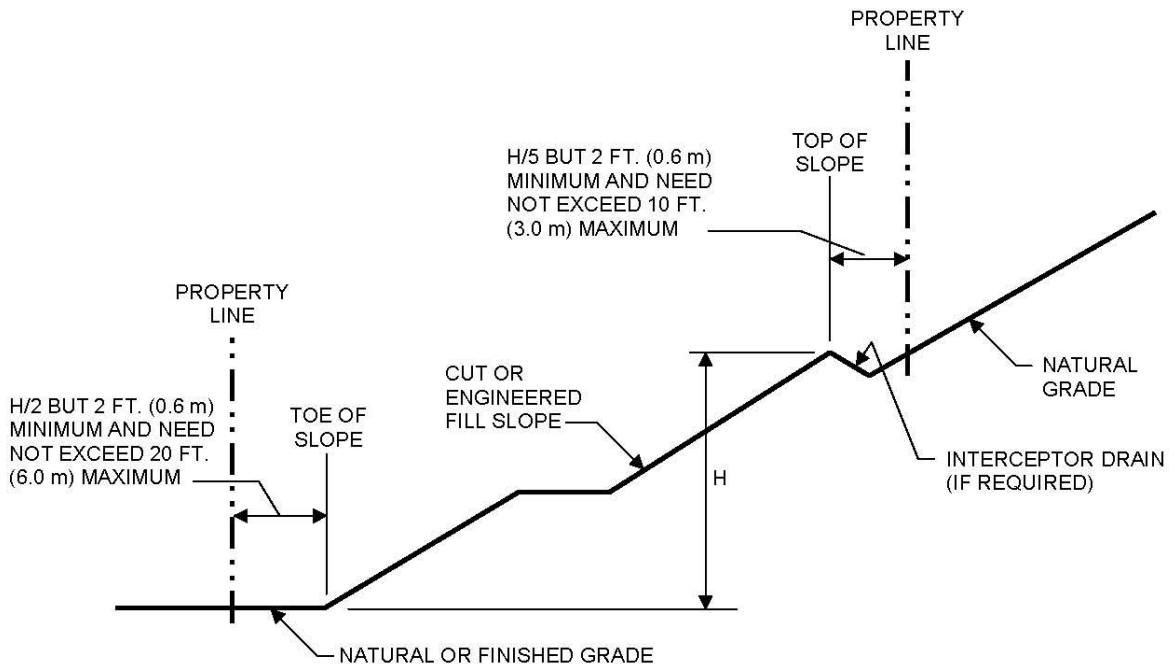 PROPERTY
LINE
TOP OF
SLOPE
H/5 BUT 2 FT. (0.6 m)
MINIMUM AND NEED
NOT EXCEED 10 FT.
(3.0 m) MAXIMUM
PROPERTY
LINE
H/2 BUT 2 FT. (0.6 m)
MINIMUM AND NEED
NOT EXCEED 20 FT.
(6.0 m) MAXIMUM
TOE OF
SLOPE
CUT OR
ENGINEERED
FILL SLOPE
H
NATURAL
GRADE
INTERCEPTOR DRAIN
(IF REQUIRED)
NATURAL OR FINISHED GRADE